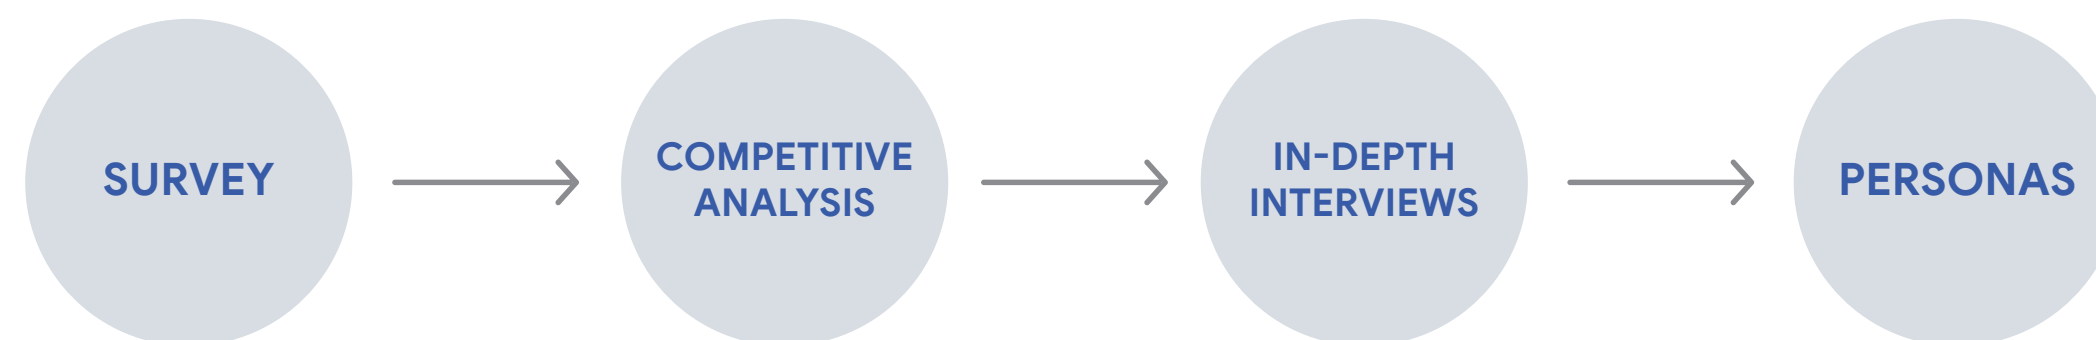 SURVEY
COMPETITIVE
ANALYSIS
IN-DEPTH
INTERVIEWS
PERSONAS